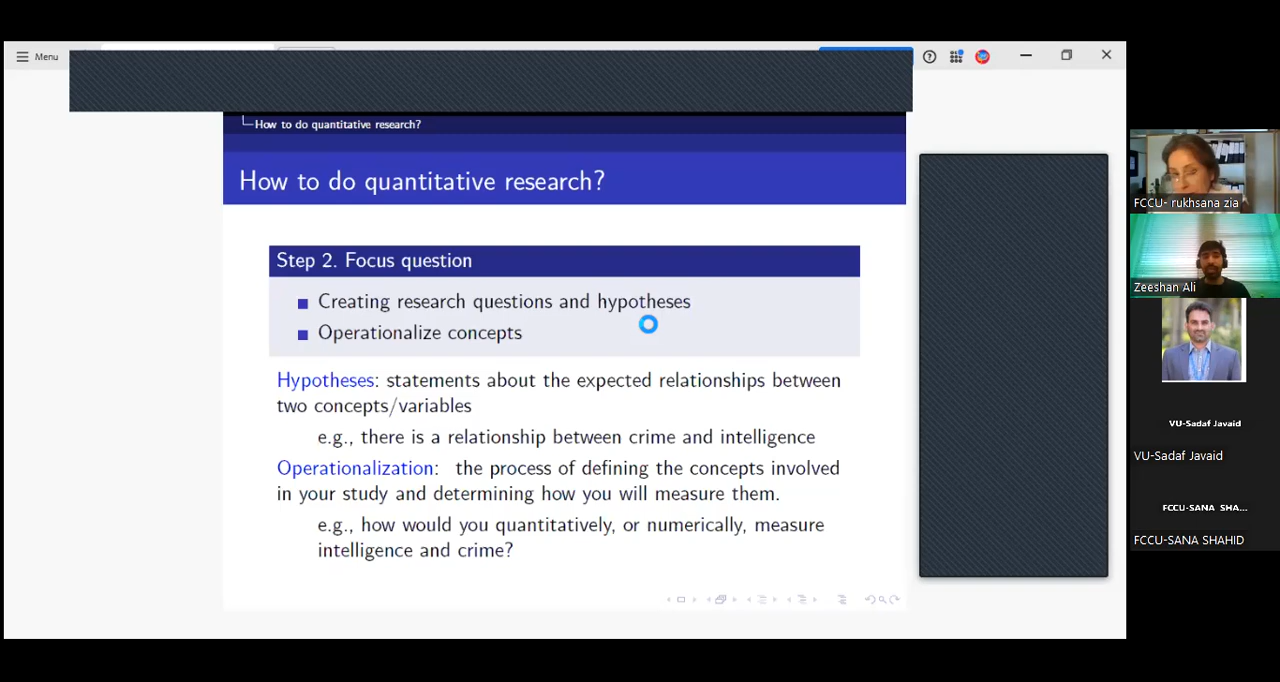 Menu
How to do quantitative research?
How to do quantitative research?
Step 2. Focus question
Creating research questions and hypotheses
Operationalize concepts
Hypotheses: statements about the expected relationships between
two concepts/variables
e.g., there is a relationship between crime and intelligence
Operationalization: the process of defining the concepts involved
in your study and determining how you will measure them.
e.g., how would you quantitatively, or numerically, measure
intelligence and crime?
FCCU- rukhsana zia
Zeeshan Ali
VU-Sadaf Javaid
VU-Sadaf Javaid
FCCU-SANA SHA...
FCCU-SANA SHAHID